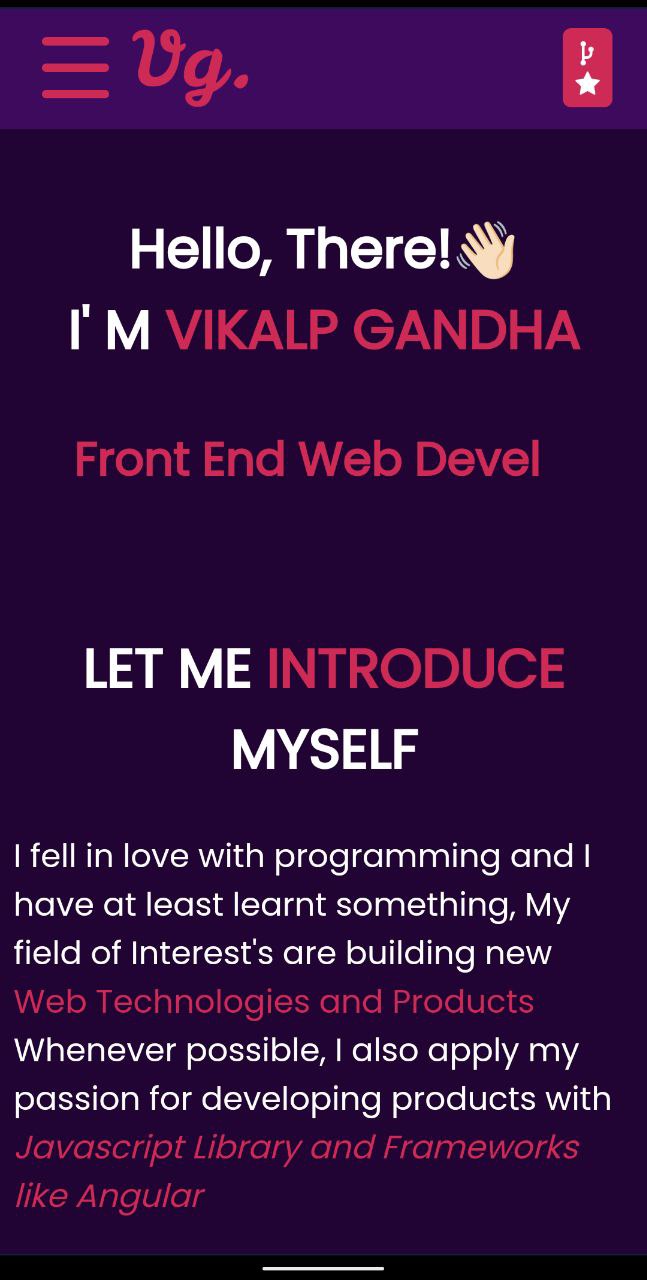 Vg.
Hello, There!👋🏻
I' M VIKALP GANDHA
Front End Web Devel
LET ME INTRODUCE
MYSELF
I fell in love with programming and I
have at least learnt something, My
field of Interest's are building new
Web Technologies and Products
Whenever possible, I also apply my
passion for developing products with
Javascript Library and Frameworks
like Angular